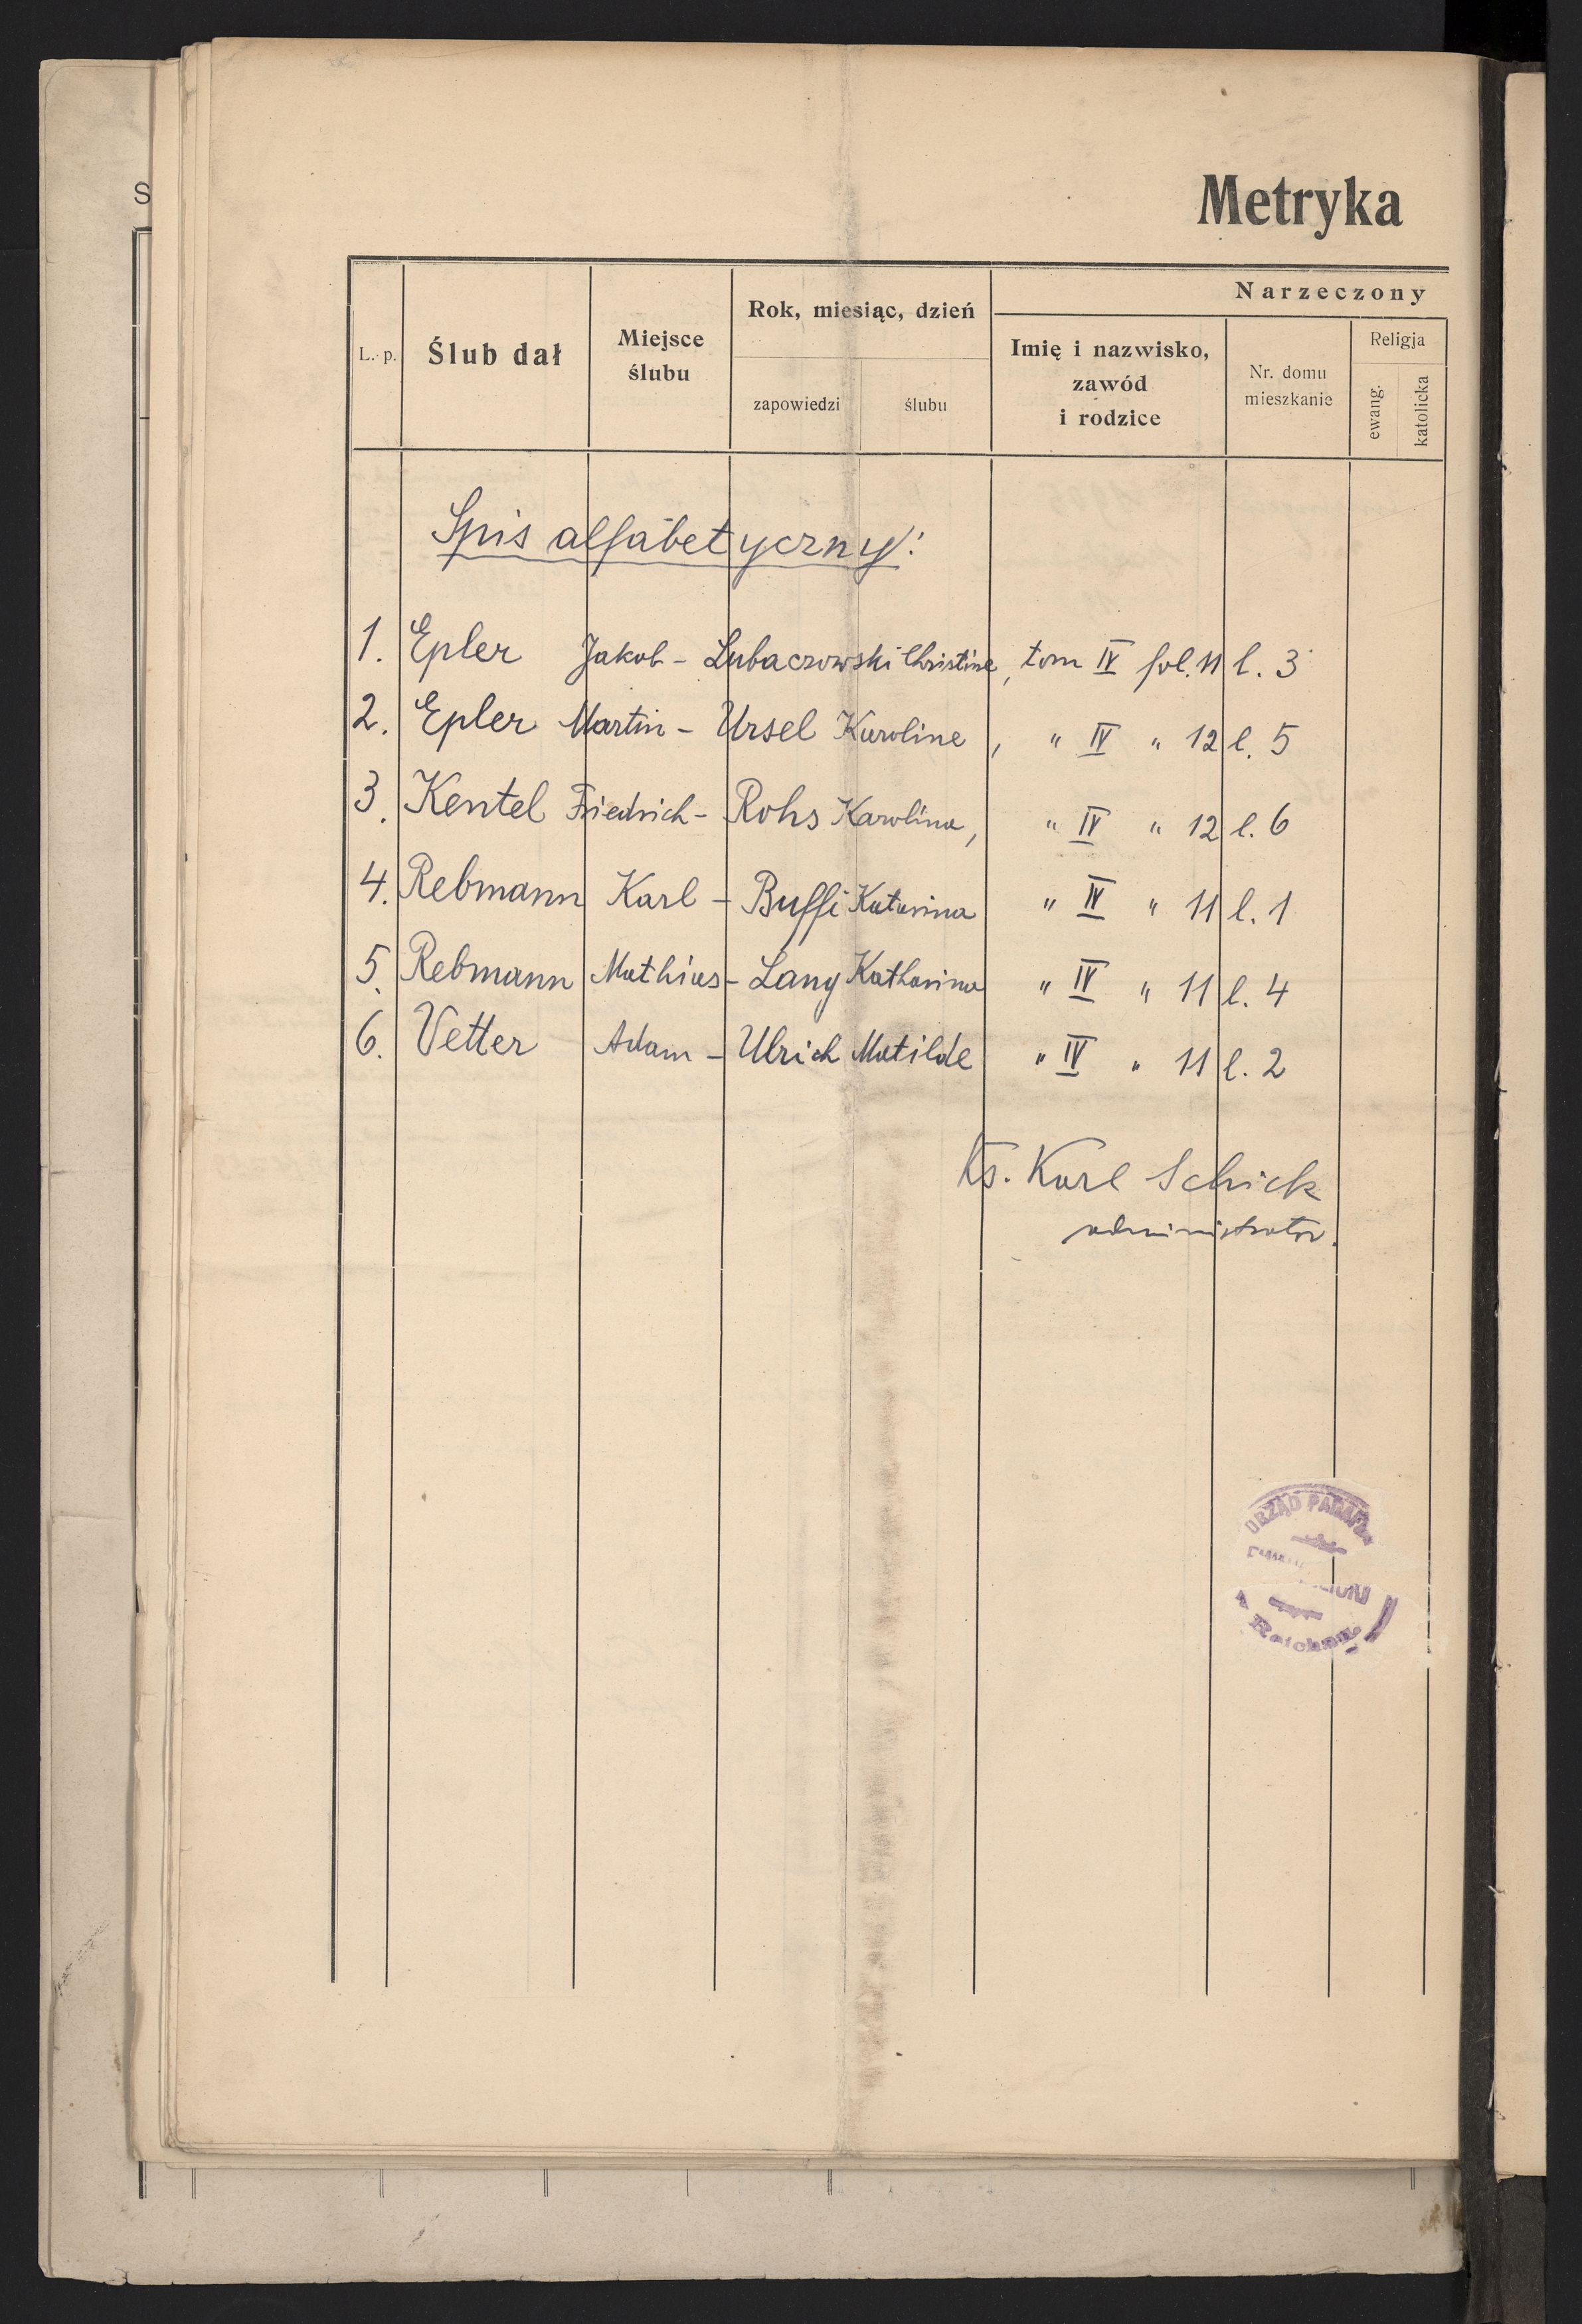 S
Metryka
L. p.
Ślub dał
Miejsce
ślubu
Rok, miesiąc, dzień
zapowiedzi
ślubu
Narzeczony
Imię i nazwisko,
zawód
i rodzice
Nr. domu
mieszkanie
Religja
ewang.
katolicka
Spis alfabetyczny:
1. Epler Jakob - Lubaczowski Christine, tom IV fol. 11 l. 3
2. Epler Martin - Ursel Karoline, " IV " 12 l. 5
3. Kentel Friedrich - Rohs Karolina, " IV " 12 l. 6
4. Rebmann Karl - Buffi Katarina " IV " 11 l. 1
5. Rebmann Mathias - Lang Katharina " IV " 11 l. 4
6. Vetter Adam - Ulrich Matilde " IV " 11 l. 2
Ks. Karl Schick
administrator.
URZĄD